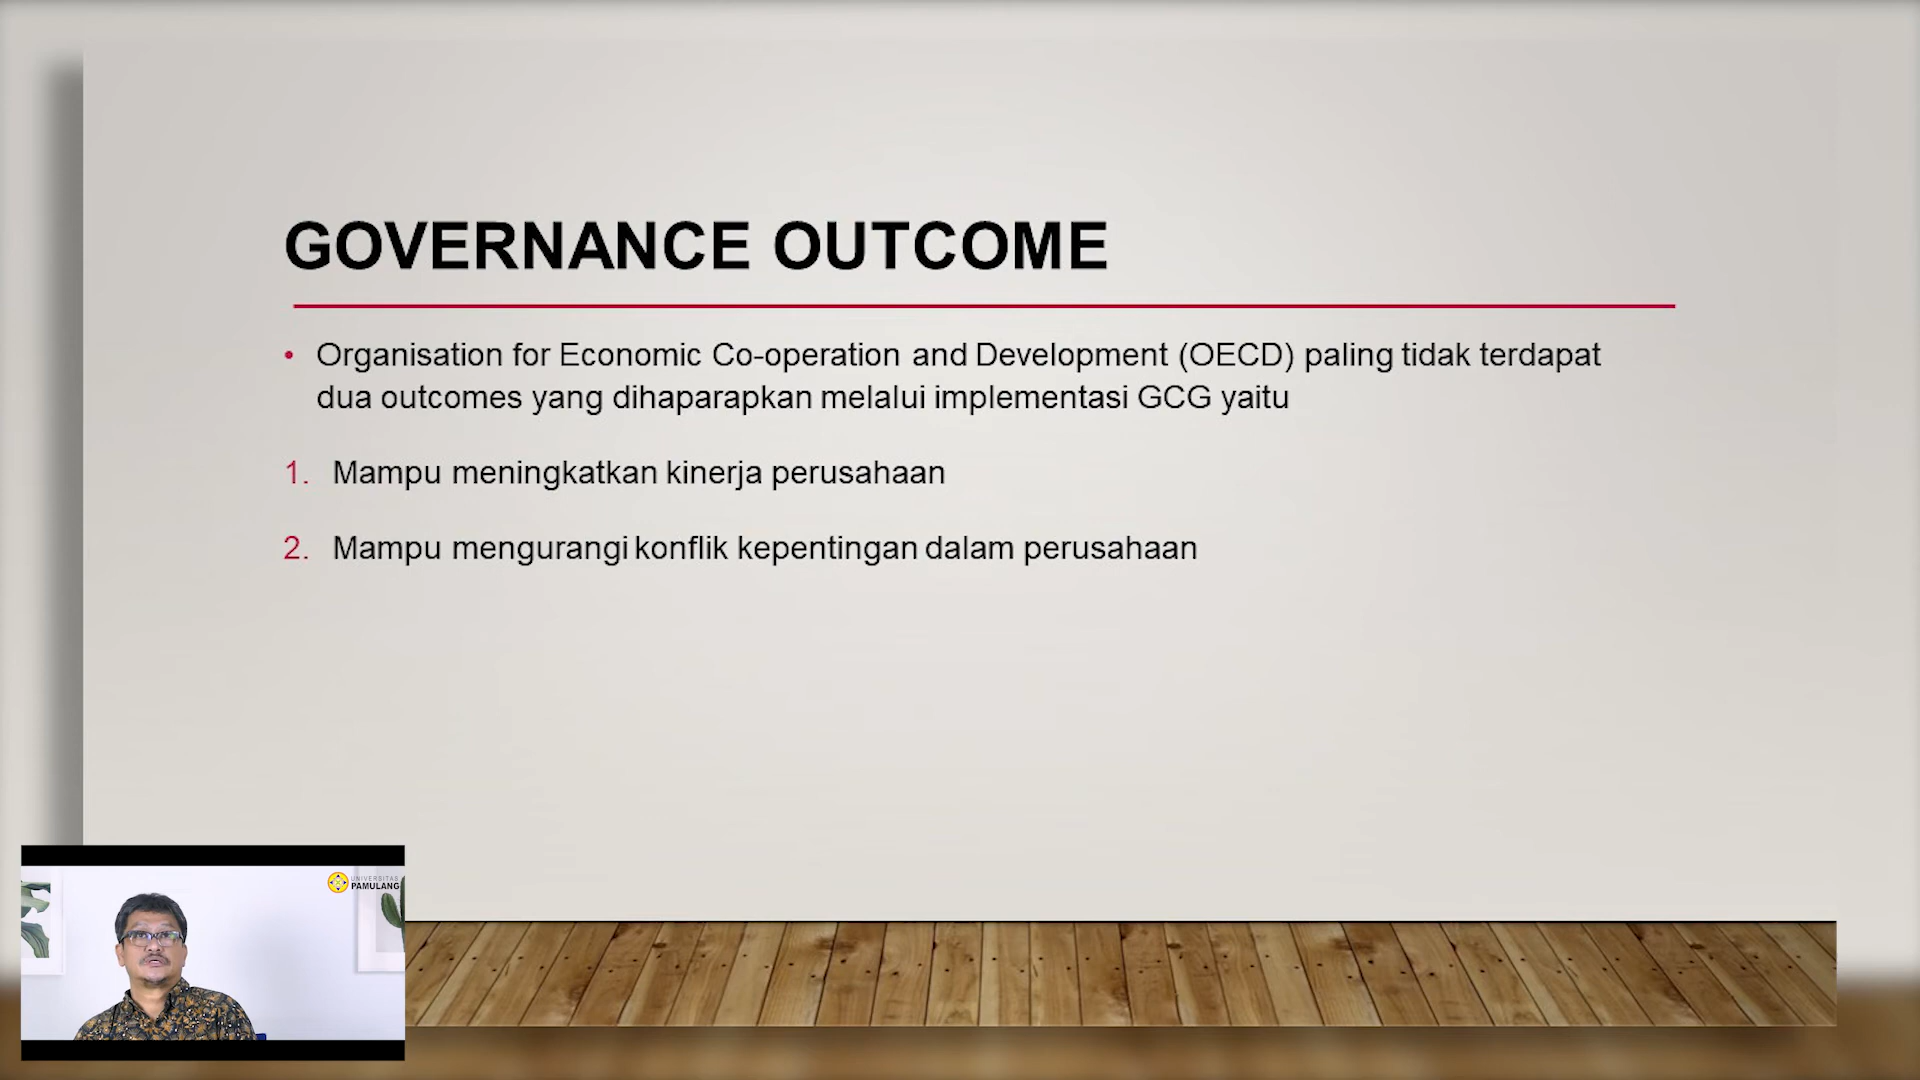 GOVERNANCE OUTCOME
• Organisation for Economic Co-operation and Development (OECD) paling tidak terdapat
dua outcomes yang dihaparapkan melalui implementasi GCG yaitu
1. Mampu meningkatkan kinerja perusahaan
2. Mampu mengurangi konflik kepentingan dalam perusahaan
UNIVERSITAS
PAMULANG